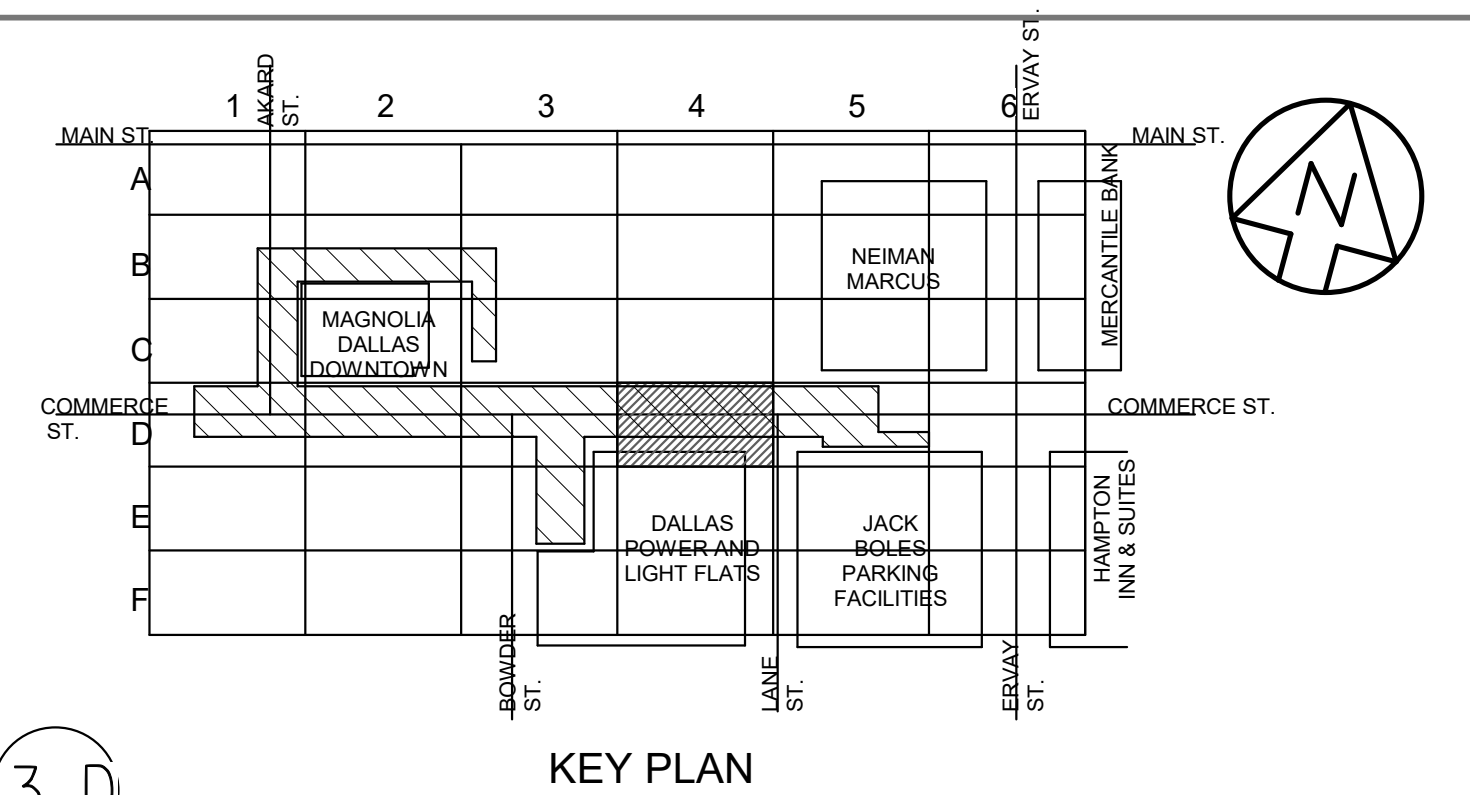 AKARD
ST.
ERVAY ST.
1
2
3
4
5
6
MAIN ST.
MAIN ST.
A
B
C
D
E
F
NEIMAN
MARCUS
MERCANTILE BANK
N
MAGNOLIA
DALLAS
DOWNTOWN
COMMERCE
ST.
COMMERCE ST.
DALLAS
POWER AND
LIGHT FLATS
JACK
BOLES
PARKING
FACILITIES
HAMPTON
INN & SUITES
BOWDER
ST.
LANE
ST.
ERVAY
ST.
KEY PLAN
3 D